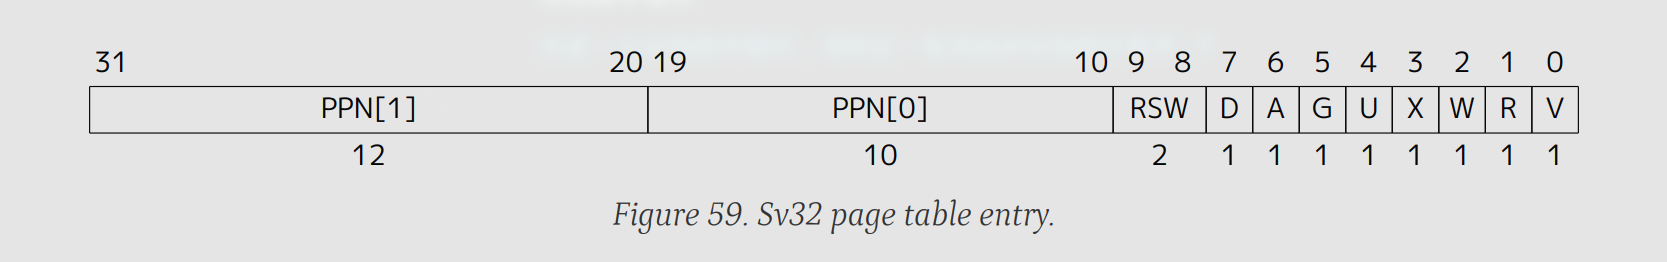 31 20 19 10 9 8 7 6 5 4 3 2 1 0
PPN[1] PPN[0] RSW D A G U X W R V
12 10 2 1 1 1 1 1 1 1 1
Figure 59. Sv32 page table entry.